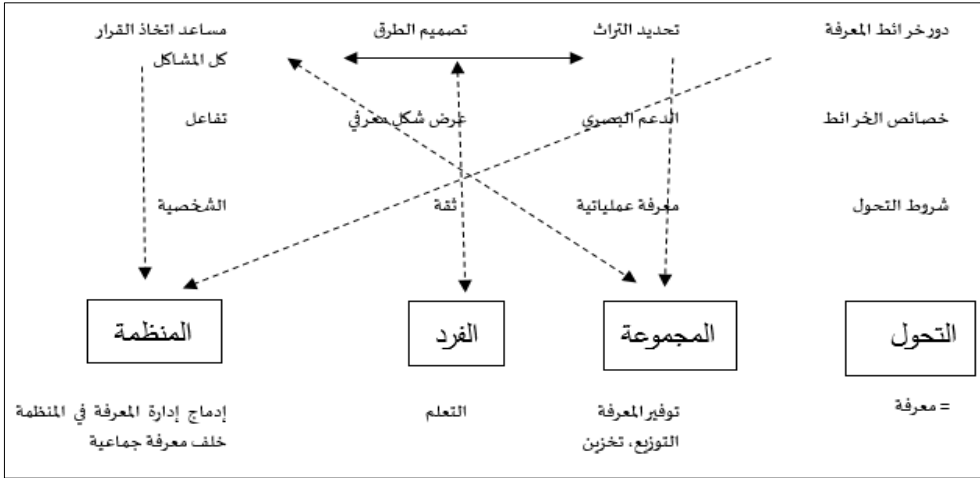 دور خرائط المعرفة تحديد التراث تصميم الطرق مساعد اتخاذ القرار
كل المشاكل
خصائص الخرائط الدعم البصري عرض شكل معرفي تفاعل
شروط التحول معرفة عملياتية ثقة الشخصية
التحول المجموعة الفرد المنظمة
= معرفة توفير المعرفة التعلم إدماج إدارة المعرفة في المنظمة
التوزيع، تخزين خلف معرفة جماعية